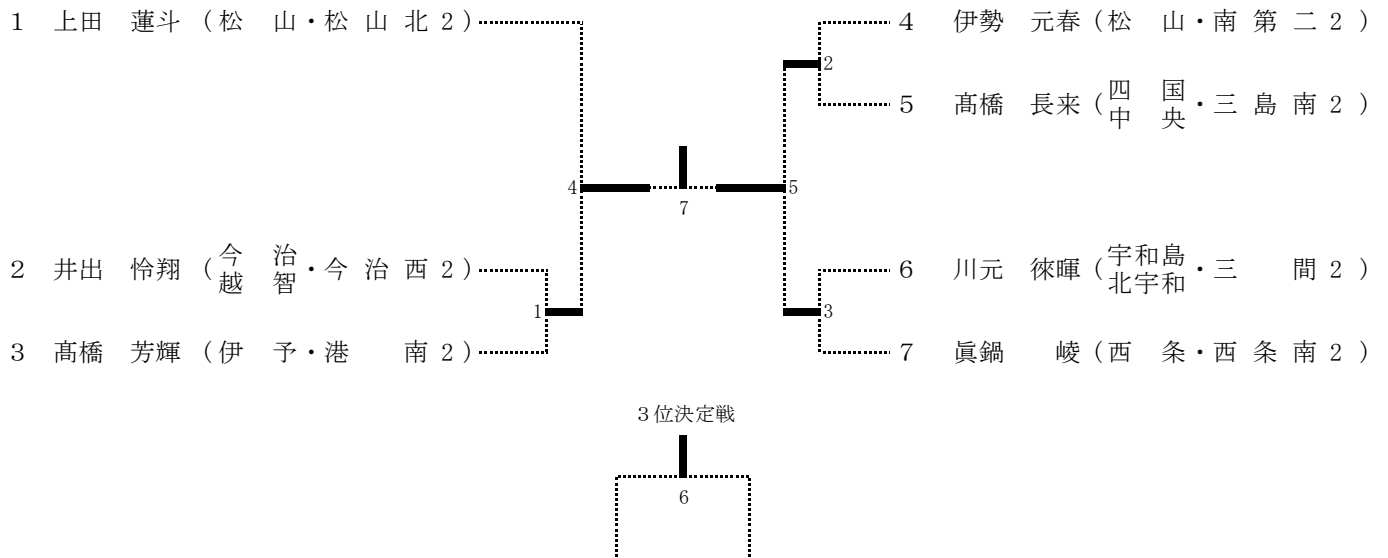 1 上田 蓮斗 (松 山・松 山 北 2)
4 伊勢 元春 (松 山・南 第 二 2 )
2
5 髙橋 長来 (四 国 中 央・三 島 南 2 )
4
5
7
2 井出 怜翔 (今 治 越 智・今 治 西 2)
6 川元 徠暉 (宇和島 北宇和・三 間 2 )
1
3
3 髙橋 芳輝 (伊 予・港 南 2)
7 眞鍋 崚 (西 条・西 条 南 2 )
3位決定戦
6